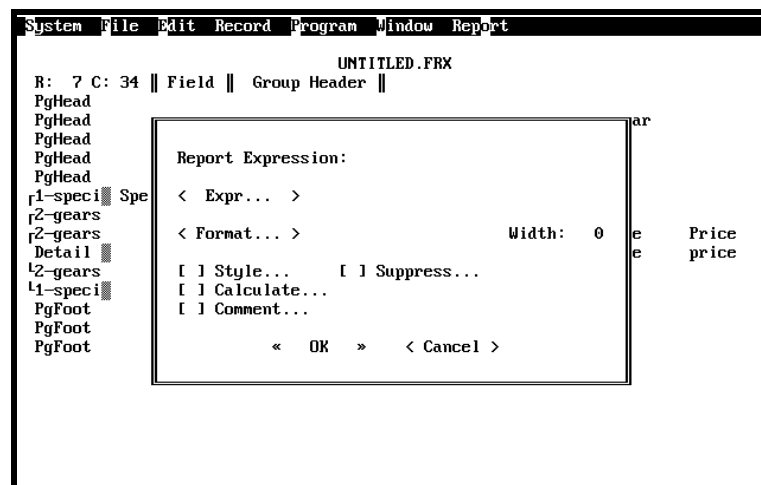 System File Edit Record Program Window Report
UNTITLED.FRX
R: 7 C: 34 ‖ Field ‖ Group Header ‖
PgHead
PgHead ar
PgHead
PgHead Report Expression:
PgHead
┌1-speci▒ Spe < Expr... >
┌2-gears
┌2-gears < Format... > Width: 0 e Price
Detail ▒ e price
└2-gears [ ] Style... [ ] Suppress...
└1-speci▒ [ ] Calculate...
PgFoot [ ] Comment...
PgFoot
PgFoot « OK » < Cancel >